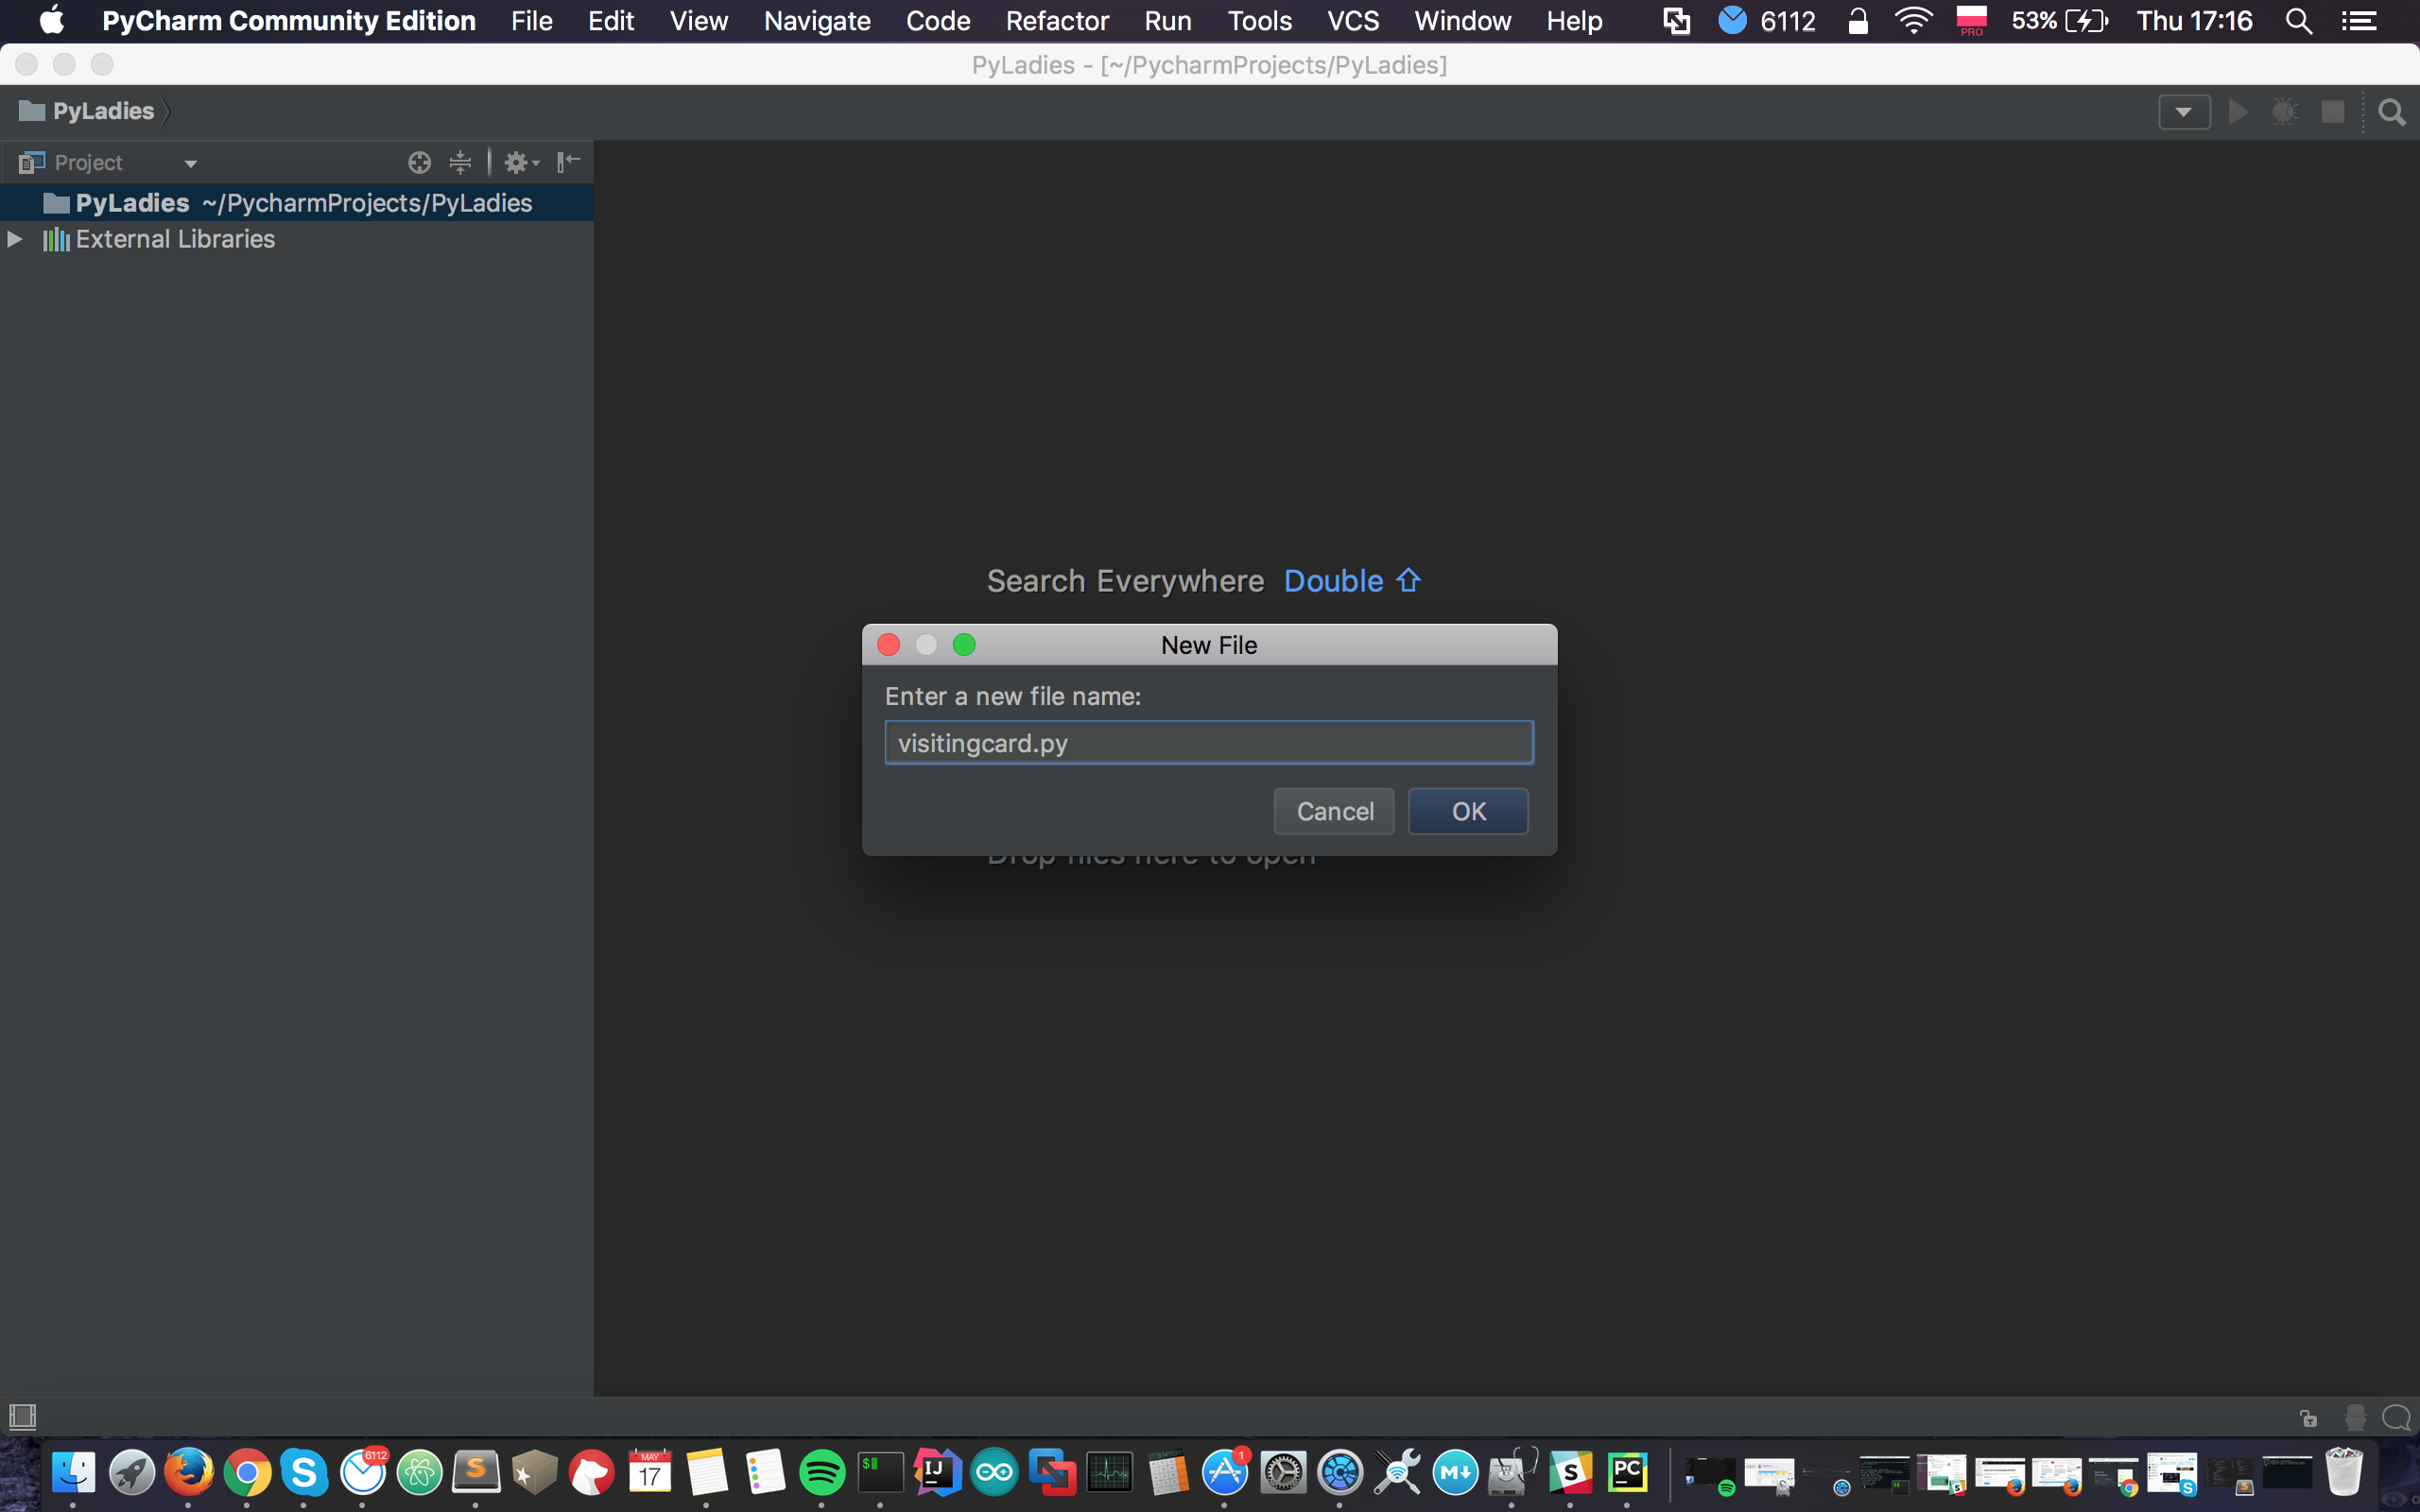 PyCharm Community Edition File Edit View Navigate Code Refactor Run Tools VCS Window Help 6112 PRO 53% Thu 17:16
PyLadies - [~/PycharmProjects/PyLadies]
PyLadies
Project
PyLadies ~/PycharmProjects/PyLadies
External Libraries
Search Everywhere Double
New File
Enter a new file name:
visitingcard.py
Cancel OK
Drop files here to open
6112 MAY 17 $ IJ M 1 S PC